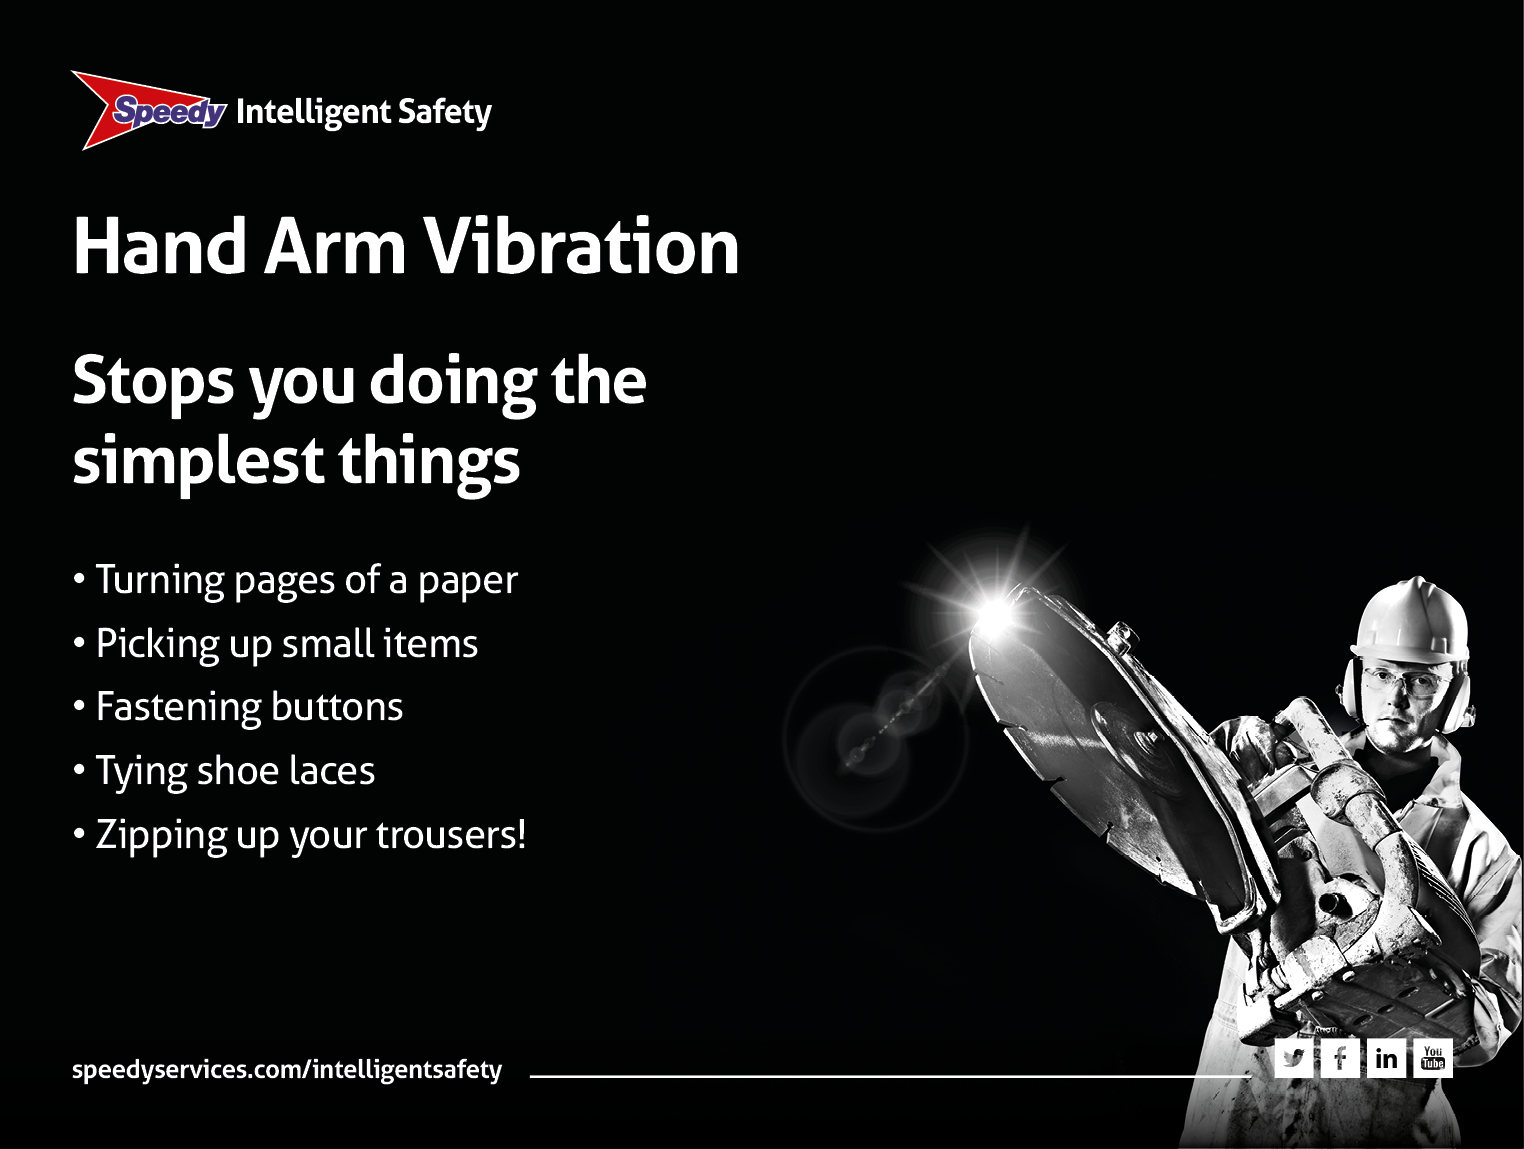 Speedy Intelligent Safety
Hand Arm Vibration
Stops you doing the
simplest things
• Turning pages of a paper
• Picking up small items
• Fastening buttons
• Tying shoe laces
• Zipping up your trousers!
speedyservices.com/intelligentsafety
in
You
Tube